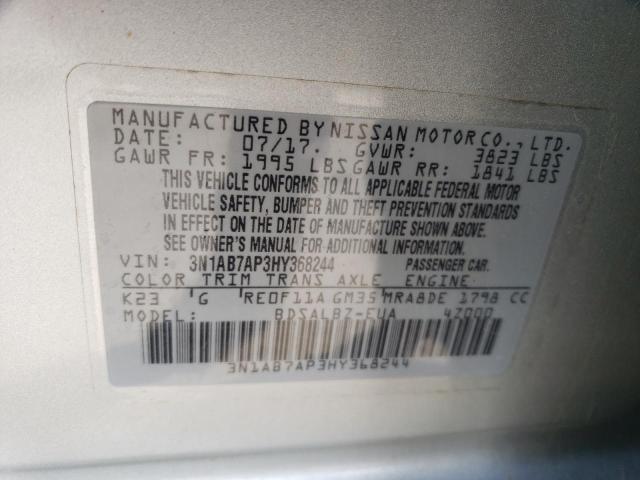 MANUFACTURED BY NISSAN MOTOR CO., LTD.
DATE: 07/17. GVWR: 3823 LBS
GAWR FR: 1995 LBS GAWR RR: 1841 LBS
THIS VEHICLE CONFORMS TO ALL APPLICABLE FEDERAL MOTOR
VEHICLE SAFETY, BUMPER AND THEFT PREVENTION STANDARDS
IN EFFECT ON THE DATE OF MANUFACTURE SHOWN ABOVE.
SEE OWNER'S MANUAL FOR ADDITIONAL INFORMATION.
VIN: 3N1AB7AP3HY368244 PASSENGER CAR.
COLOR TRIM TRANS AXLE ENGINE
K23 G RE0F11A GM35 MRA8DE 1798 CC
MODEL: BDSALBZ-EUA 4Z000
3N1AB7AP3HY368244